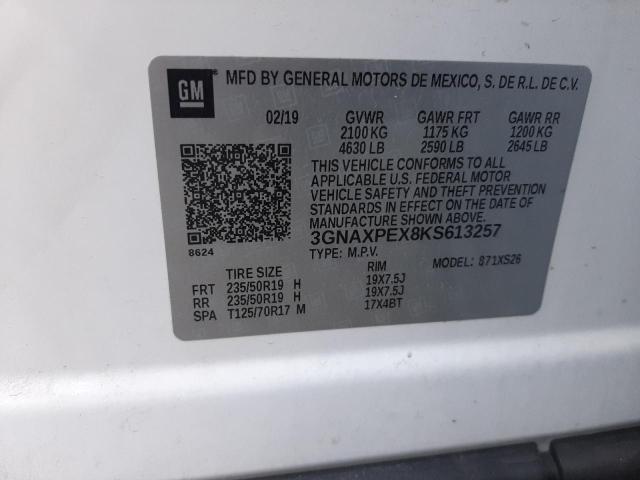 GM ®
MFD BY GENERAL MOTORS DE MEXICO, S. DE R.L. DE C.V.
02/19 GVWR GAWR FRT GAWR RR
2100 KG 1175 KG 1200 KG
4630 LB 2590 LB 2645 LB
THIS VEHICLE CONFORMS TO ALL
APPLICABLE U.S. FEDERAL MOTOR
VEHICLE SAFETY AND THEFT PREVENTION
STANDARDS IN EFFECT ON THE DATE OF
MANUFACTURE SHOWN ABOVE.
8624 3GNAXPEX8KS613257
TYPE: M.P.V. MODEL: 871XS26
TIRE SIZE RIM
FRT 235/50R19 H 19X7.5J
RR 235/50R19 H 19X7.5J
SPA T125/70R17 M 17X4BT